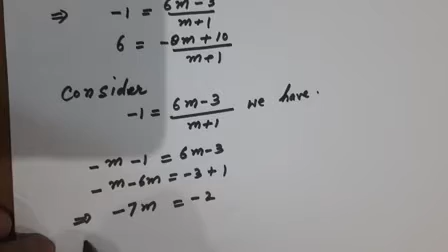 ⇒ -1 = 6m-3/m+1
6 = -8m+10/m+1
Consider
-1 = 6m-3/m+1 we have.
-m-1 = 6m-3
-m-6m = -3+1
⇒ -7m = -2